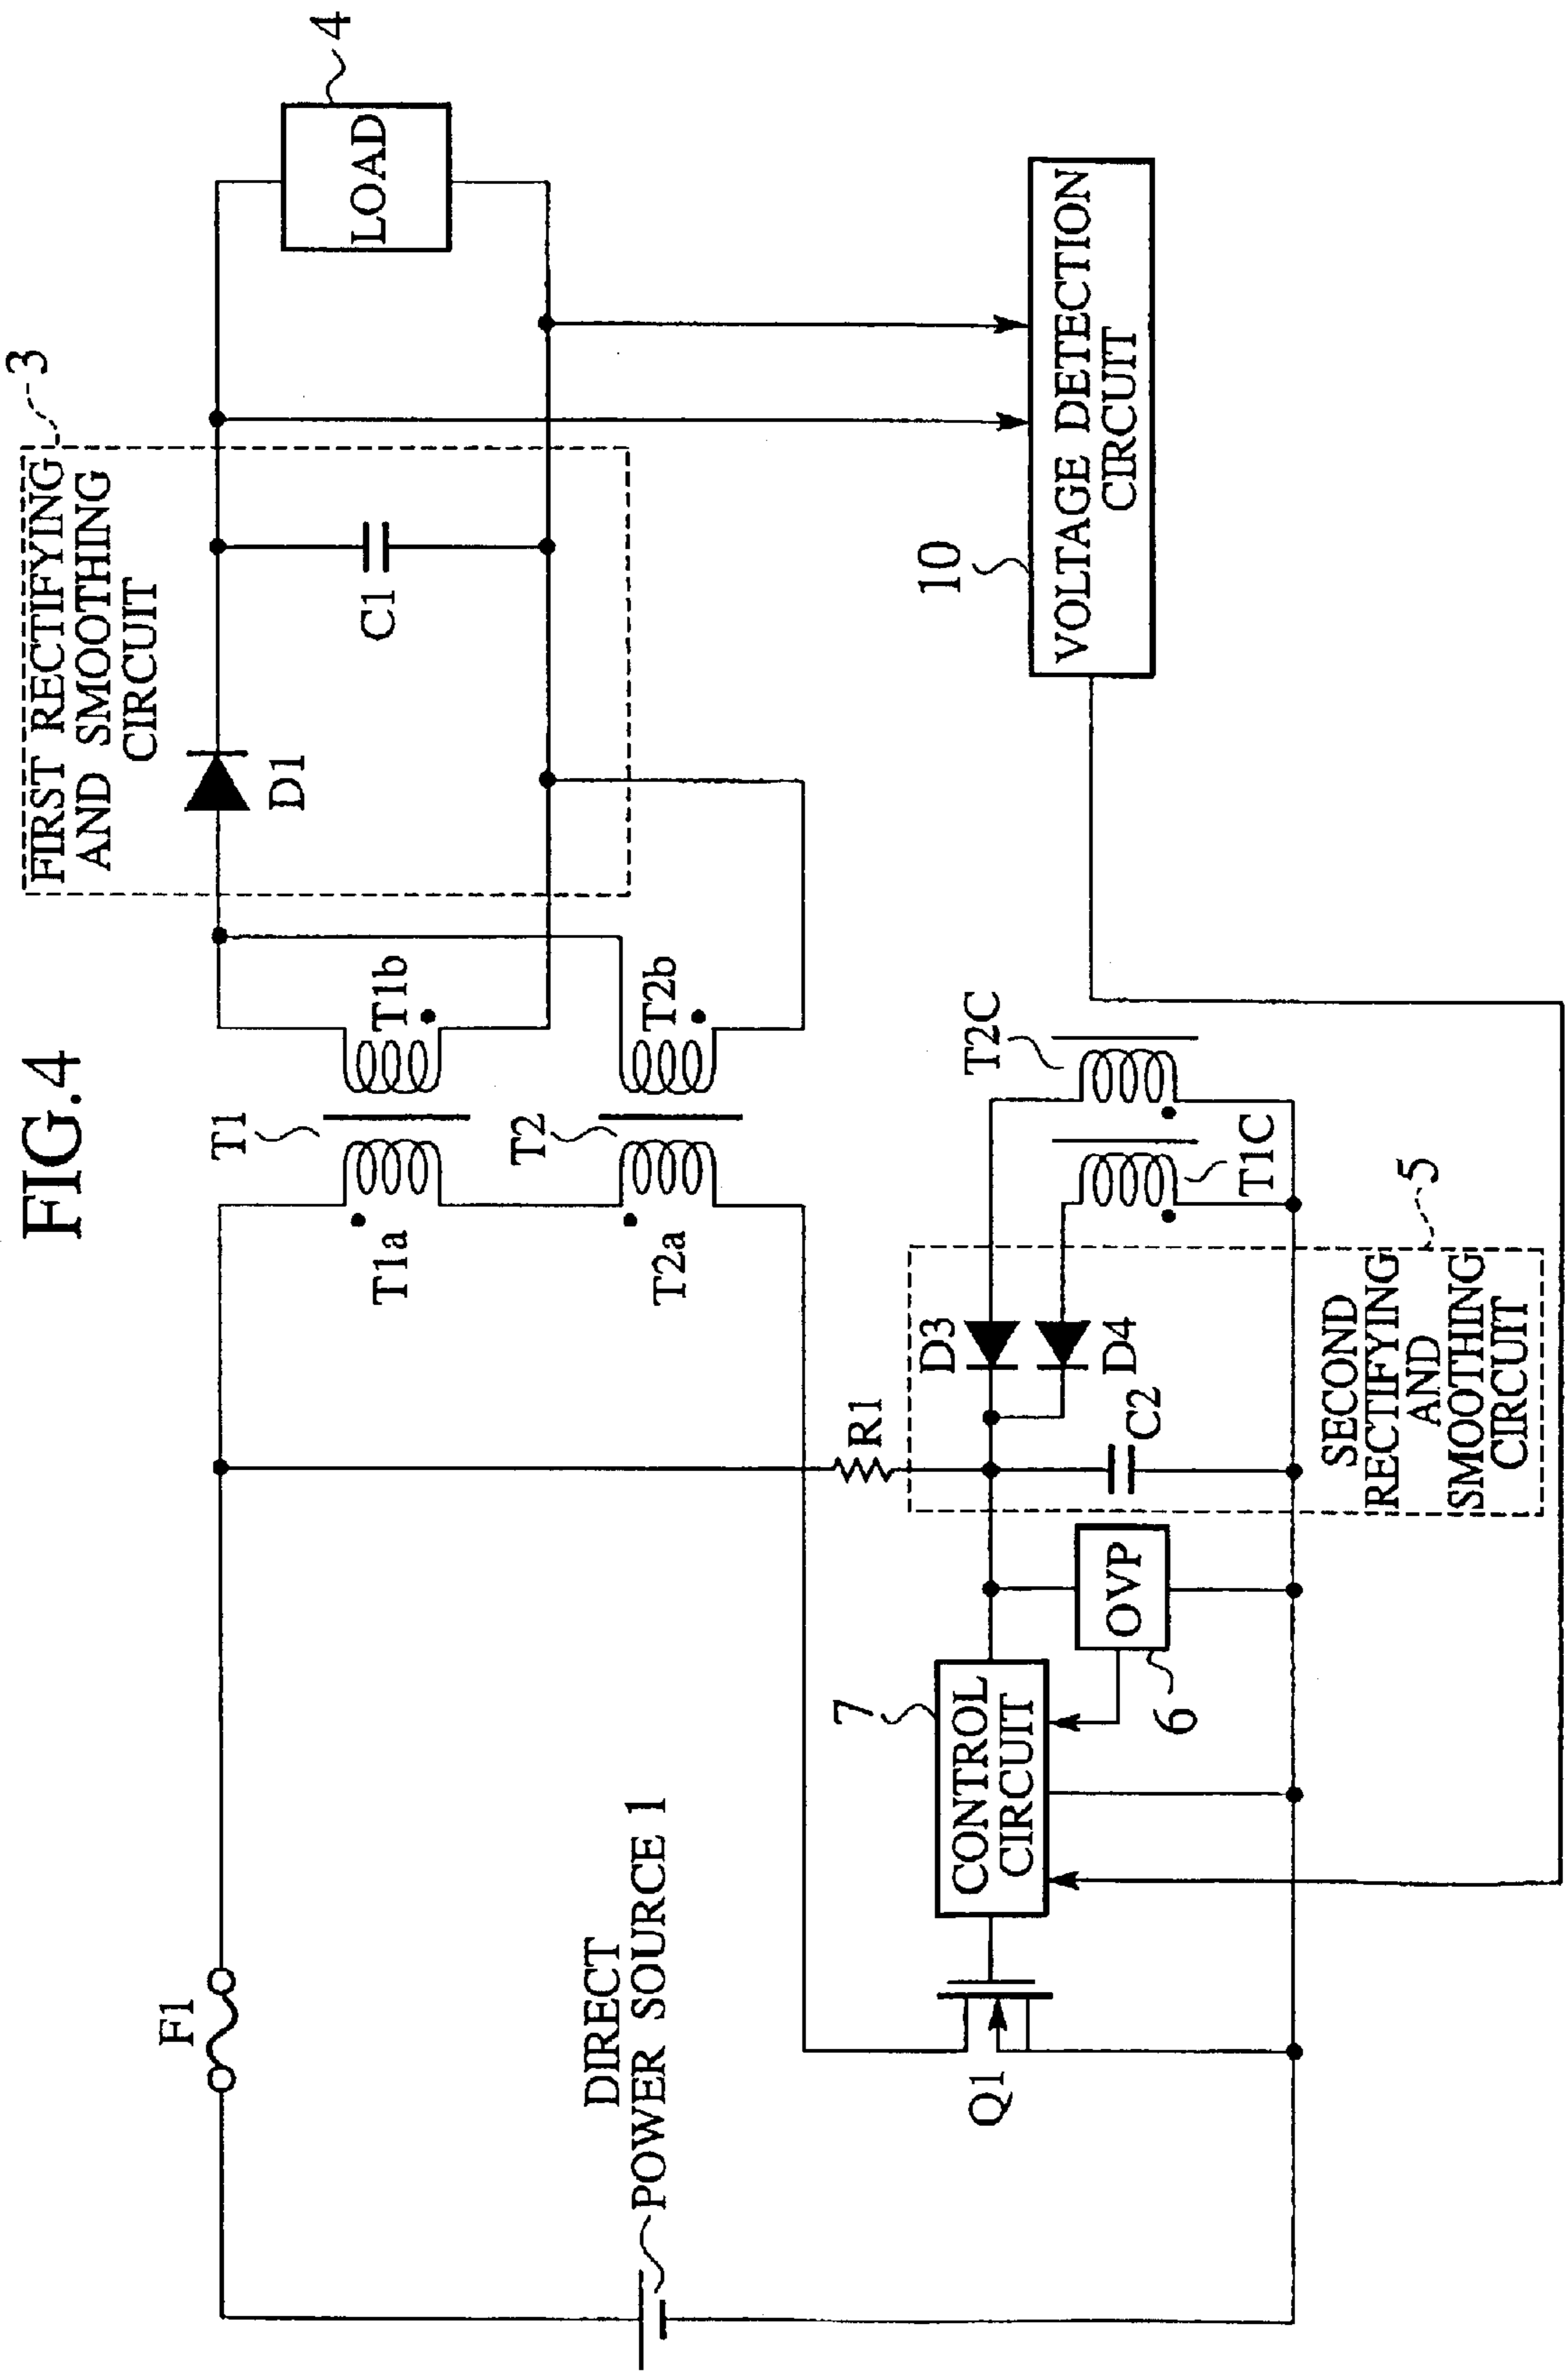 FIG.4
FIRST RECTIFYING
AND SMOOTHING
CIRCUIT
3
4
LOAD
F1
T1
T1a
T1b
D1
C1
T2
T2a
T2b
DIRECT
POWER SOURCE 1
R1
10
VOLTAGE DETECTION
CIRCUIT
7
CONTROL
CIRCUIT
Q1
OVP
6
D3
D4
C2
T2C
T1C
5
SECOND
RECTIFYING
AND
SMOOTHING
CIRCUIT